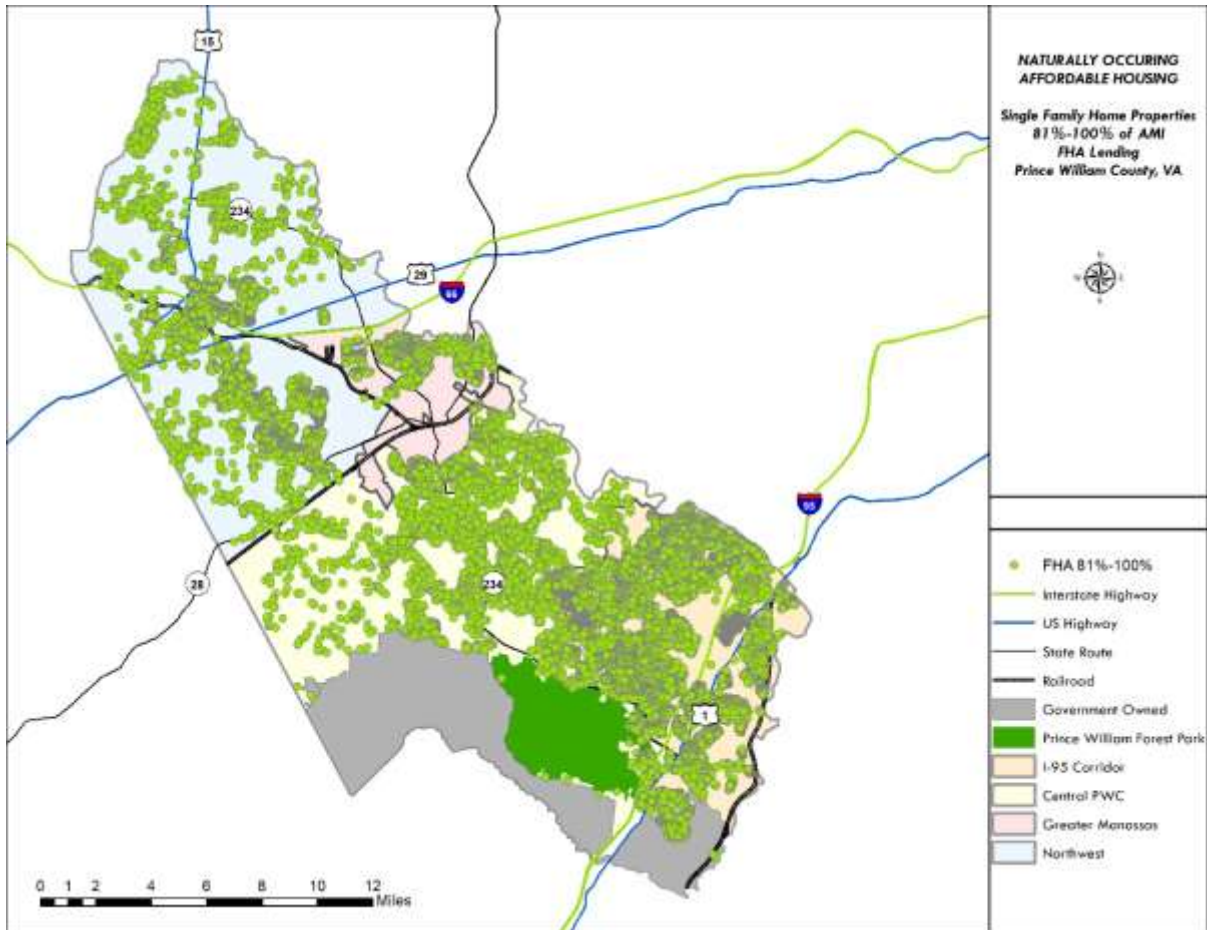 NATURALLY OCCURING
AFFORDABLE HOUSING
Single Family Home Properties
81%-100% of AMI
FHA Lending
Prince William County, VA
N
W E
S
15
234
29
66
28
234
95
1
FHA 81%-100%
Interstate Highway
US Highway
State Route
Railroad
Government Owned
Prince William Forest Park
I-95 Corridor
Central PWC
Greater Manassas
Northwest
0 1 2 4 6 8 10 12
Miles